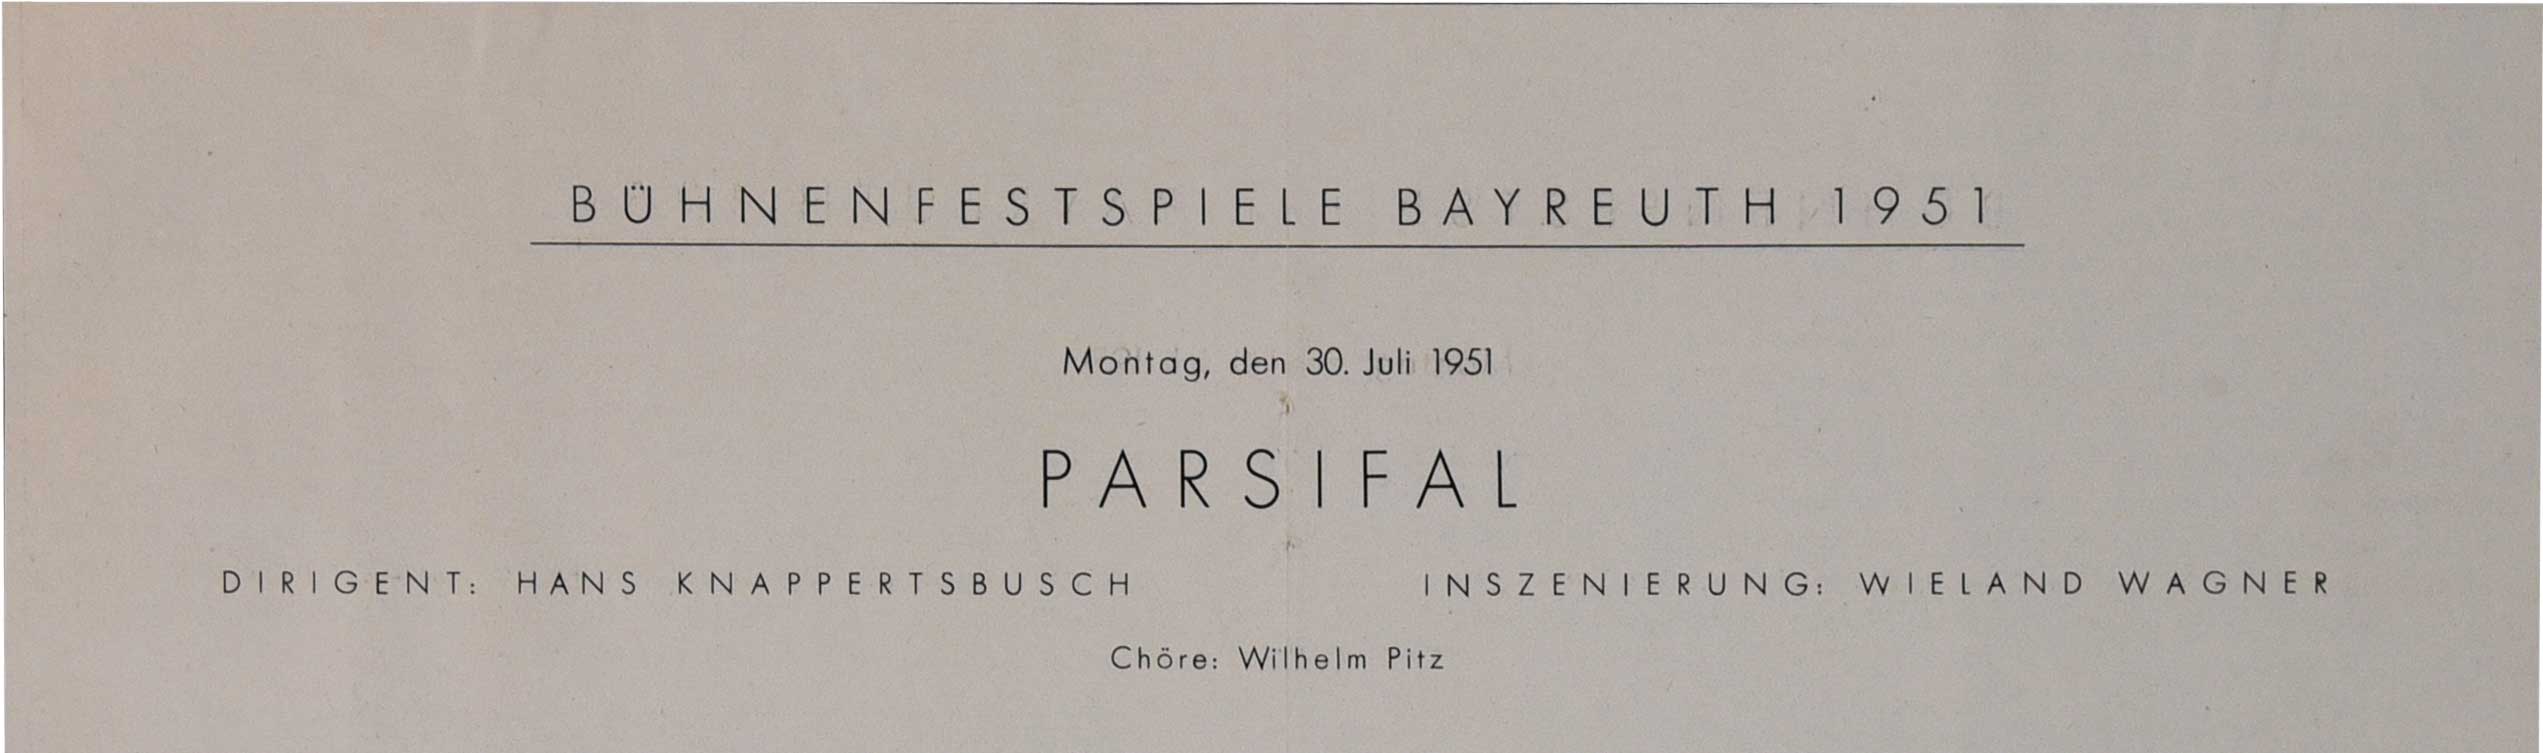 BÜHNENFESTSPIELE BAYREUTH 1951
Montag, den 30. Juli 1951
PARSIFAL
DIRIGENT: HANS KNAPPERTSBUSCH INSZENIERUNG: WIELAND WAGNER
Chöre: Wilhelm Pitz